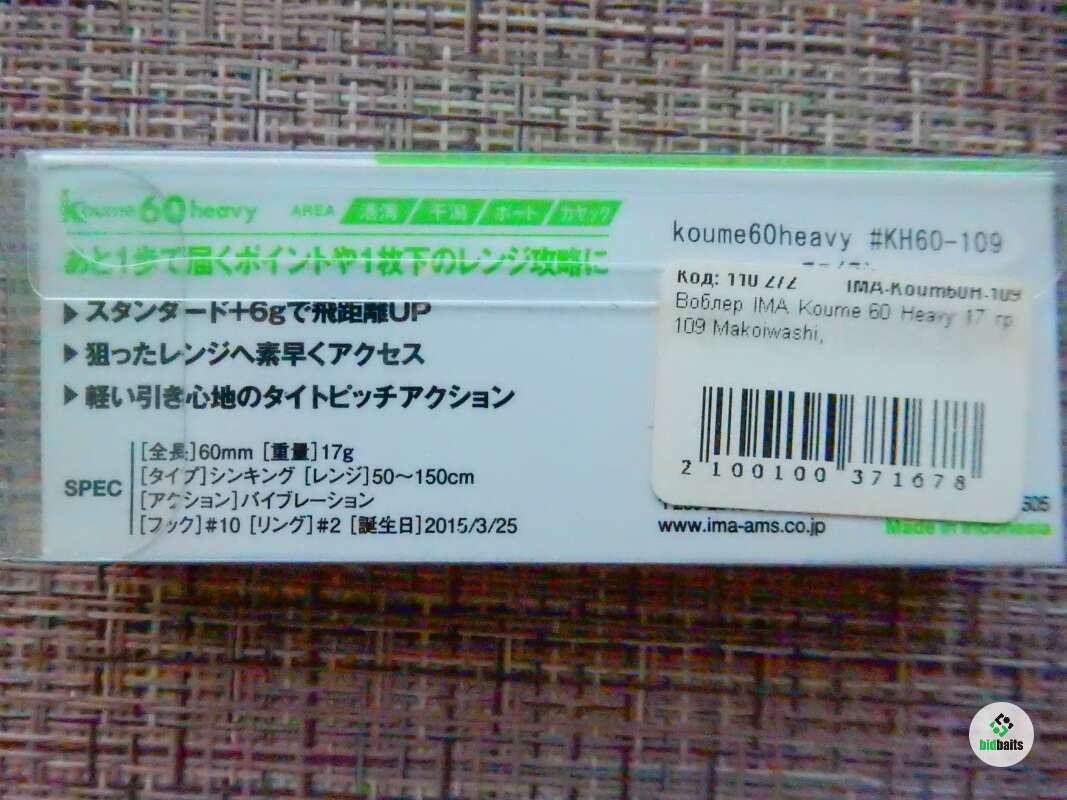 koume60heavy AREA 港湾 干潟 ボート カヤック
あと1歩で届くポイントや1枚下のレンジ攻略に
▶スタンダード+6gで飛距離UP
▶狙ったレンジへ素早くアクセス
▶軽い引き心地のタイトピッチアクション
SPEC
[全長]60mm [重量]17g
[タイプ]シンキング [レンジ]50〜150cm
[アクション]バイブレーション
[フック]#10 [リング]#2 [誕生日]2015/3/25
koume60heavy #KH60-109
Код: 110 272 IMA-Koum60H-109
Воблер IMA Koume 60 Heavy 17 гр
109 Makoiwashi,
2 100100 371678
505
www.ima-ams.co.jp Made in Indonesia
bidbaits